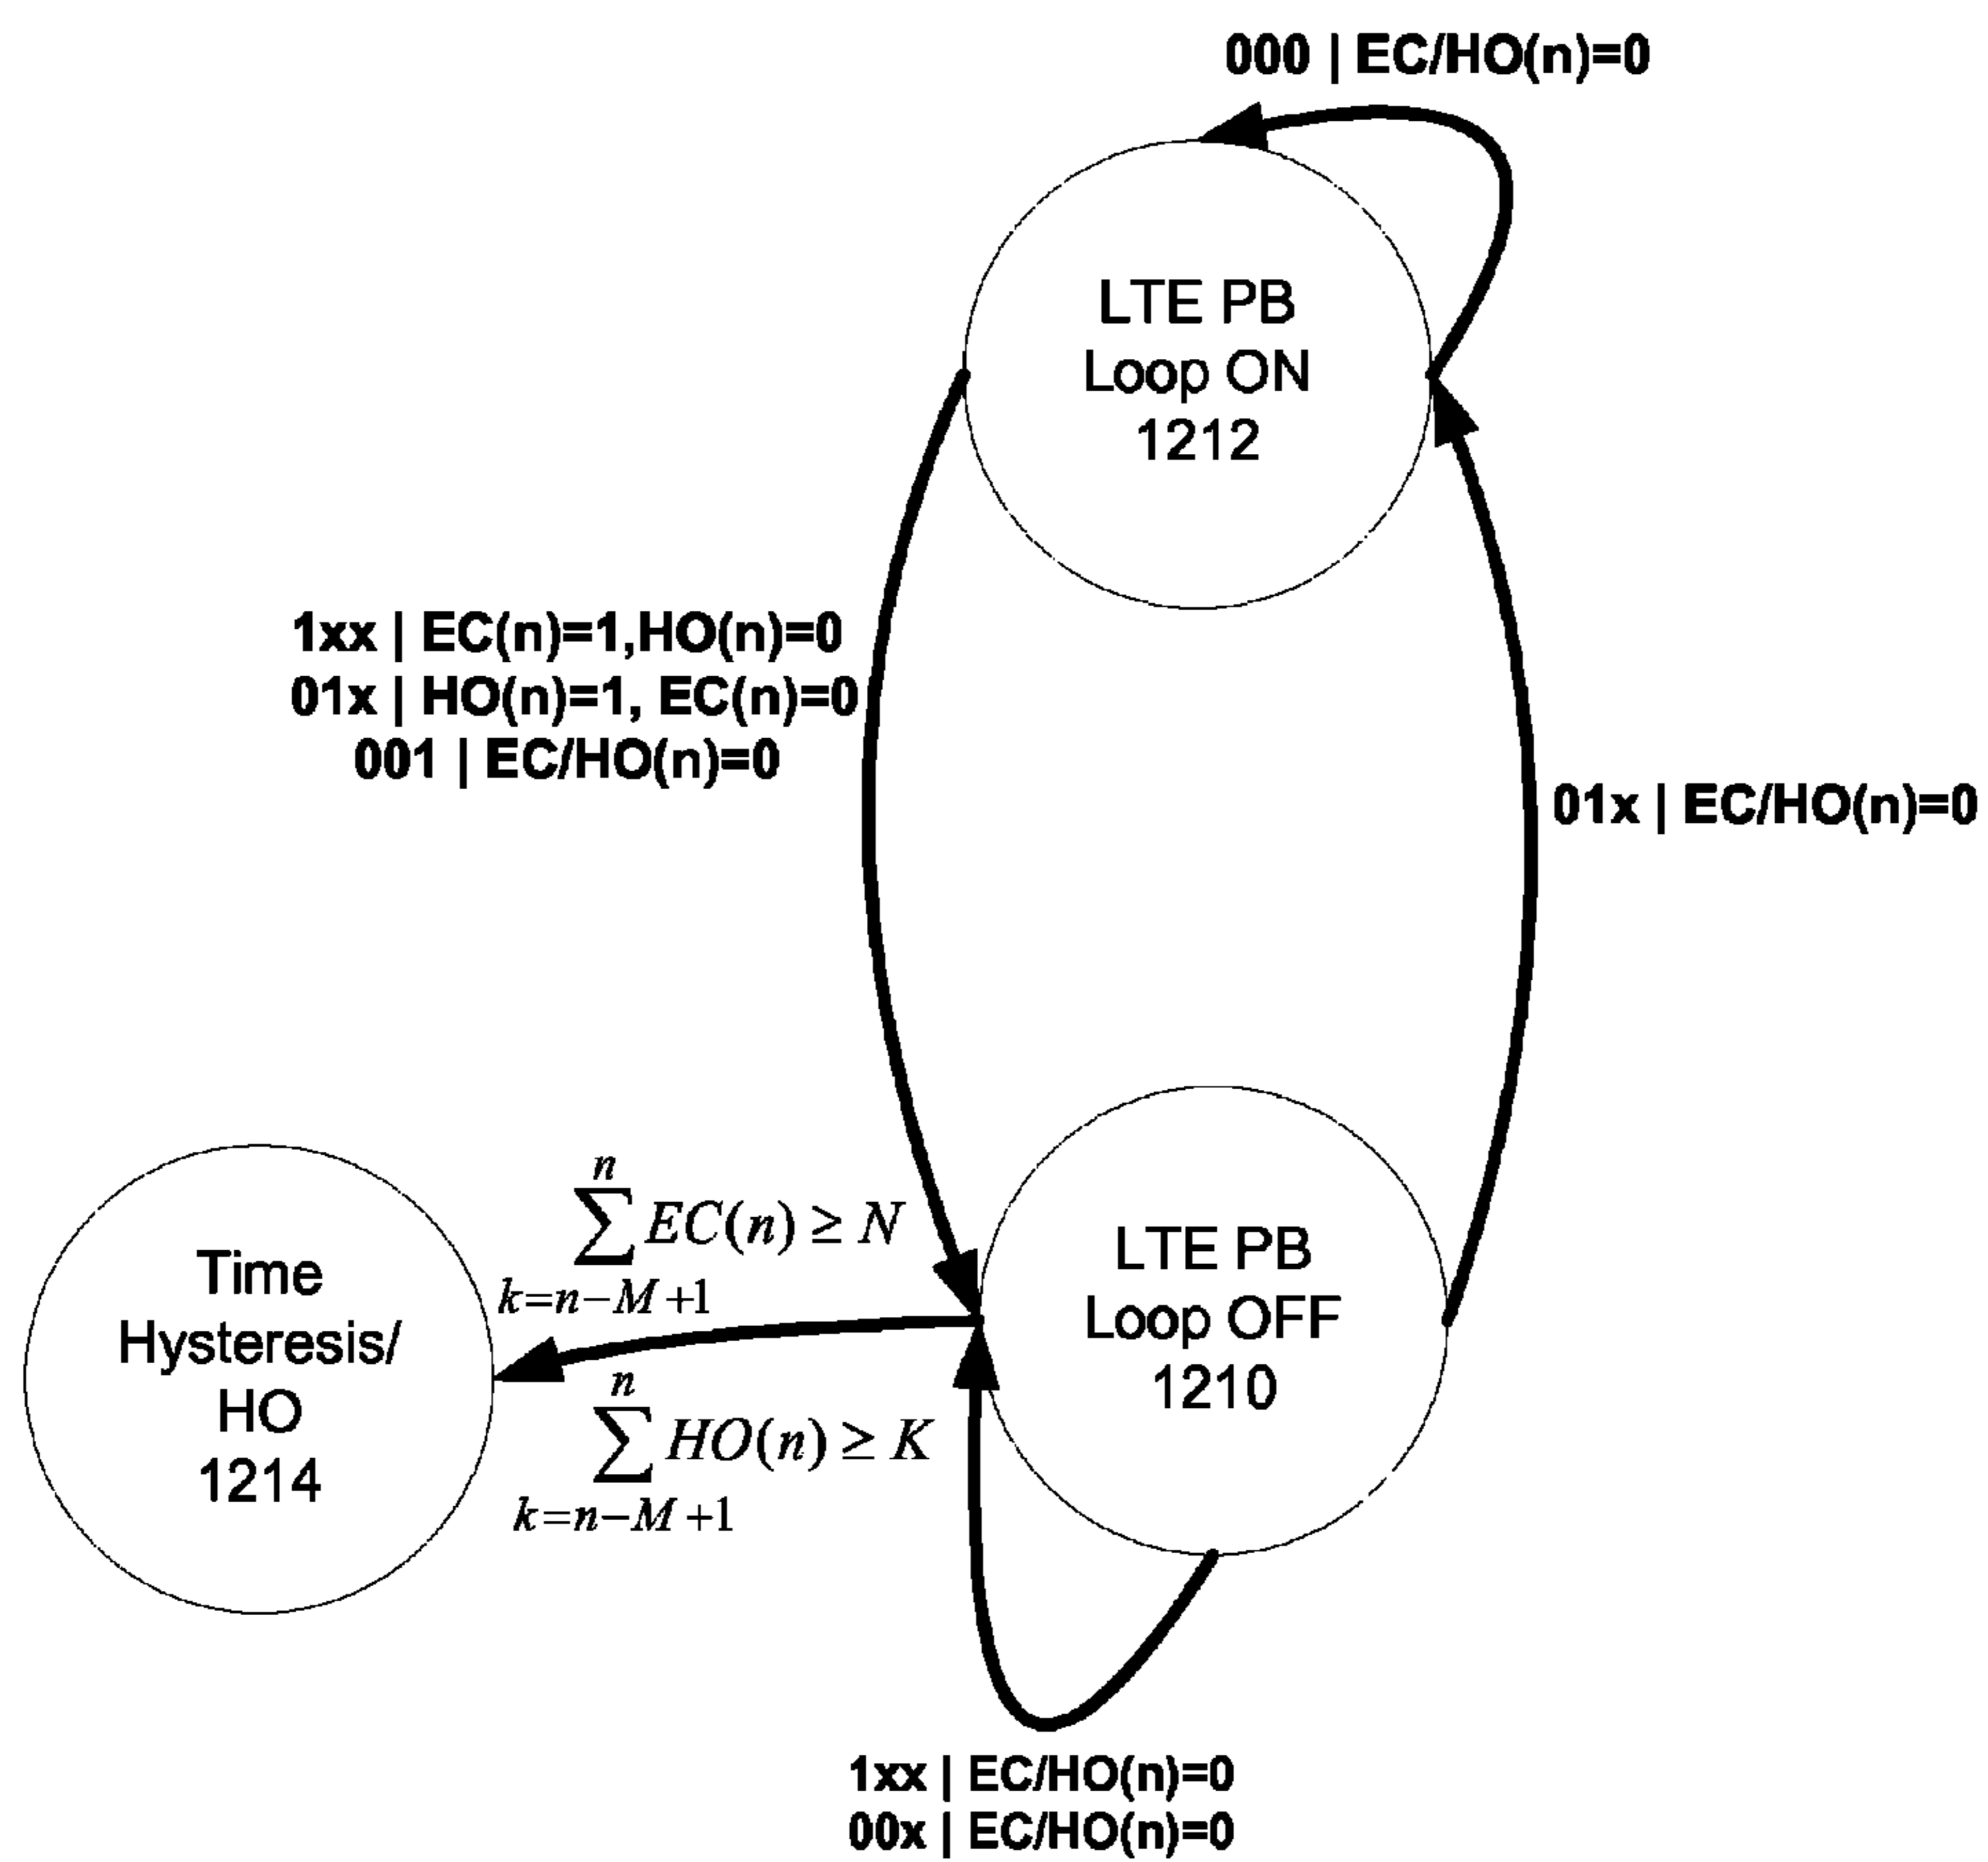 000 | EC/HO(n)=0
LTE PB
Loop ON
1212
1xx | EC(n)=1,HO(n)=0
01x | HO(n)=1, EC(n)=0
001 | EC/HO(n)=0
01x | EC/HO(n)=0
n
∑ EC(n) ≥ N
k=n−M+1
LTE PB
Loop OFF
1210
Time
Hysteresis/
HO
1214
n
∑ HO(n) ≥ K
k=n−M+1
1xx | EC/HO(n)=0
00x | EC/HO(n)=0